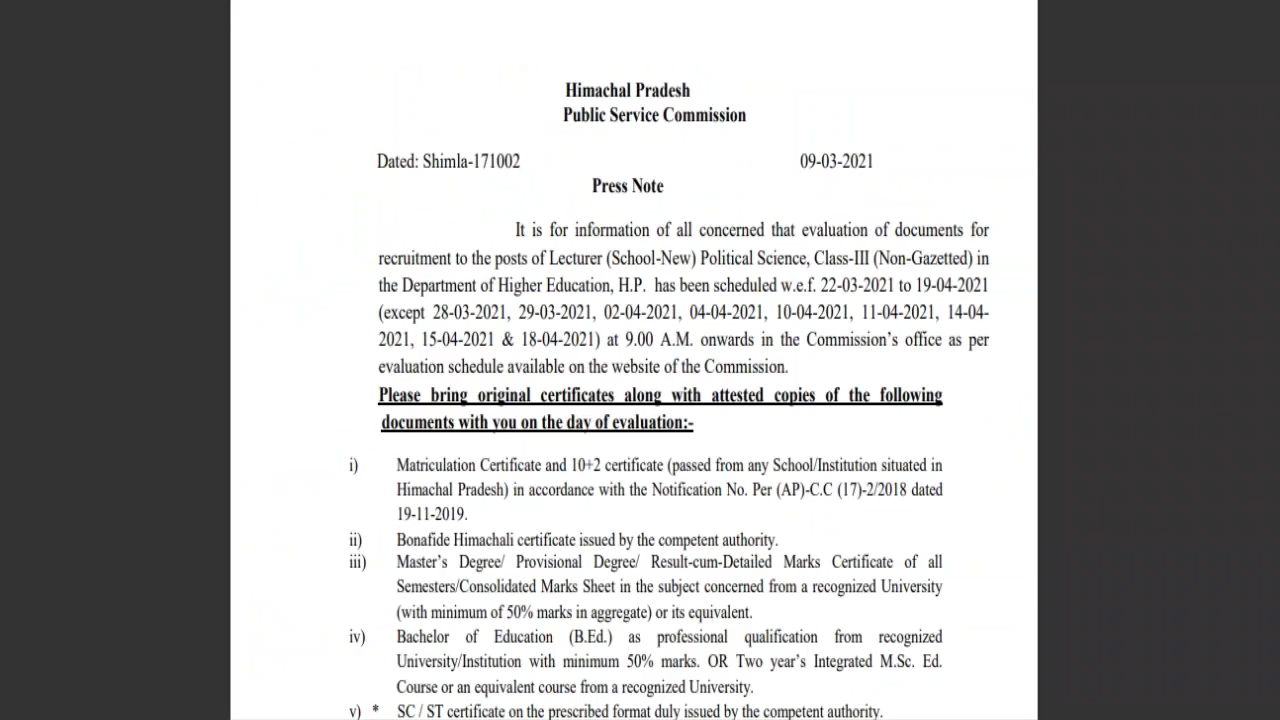 Himachal Pradesh
Public Service Commission
Dated: Shimla-171002 09-03-2021
Press Note
It is for information of all concerned that evaluation of documents for
recruitment to the posts of Lecturer (School-New) Political Science, Class-III (Non-Gazetted) in
the Department of Higher Education, H.P. has been scheduled w.e.f. 22-03-2021 to 19-04-2021
(except 28-03-2021, 29-03-2021, 02-04-2021, 04-04-2021, 10-04-2021, 11-04-2021, 14-04-
2021, 15-04-2021 & 18-04-2021) at 9.00 A.M. onwards in the Commission's office as per
evaluation schedule available on the website of the Commission.
Please bring original certificates along with attested copies of the following
documents with you on the day of evaluation:-
i) Matriculation Certificate and 10+2 certificate (passed from any School/Institution situated in
Himachal Pradesh) in accordance with the Notification No. Per (AP)-C.C (17)-2/2018 dated
19-11-2019.
ii) Bonafide Himachali certificate issued by the competent authority.
iii) Master's Degree/ Provisional Degree/ Result-cum-Detailed Marks Certificate of all
Semesters/Consolidated Marks Sheet in the subject concerned from a recognized University
(with minimum of 50% marks in aggregate) or its equivalent.
iv) Bachelor of Education (B.Ed.) as professional qualification from recognized
University/Institution with minimum 50% marks. OR Two year's Integrated M.Sc. Ed.
Course or an equivalent course from a recognized University.
v) * SC / ST certificate on the prescribed format duly issued by the competent authority.